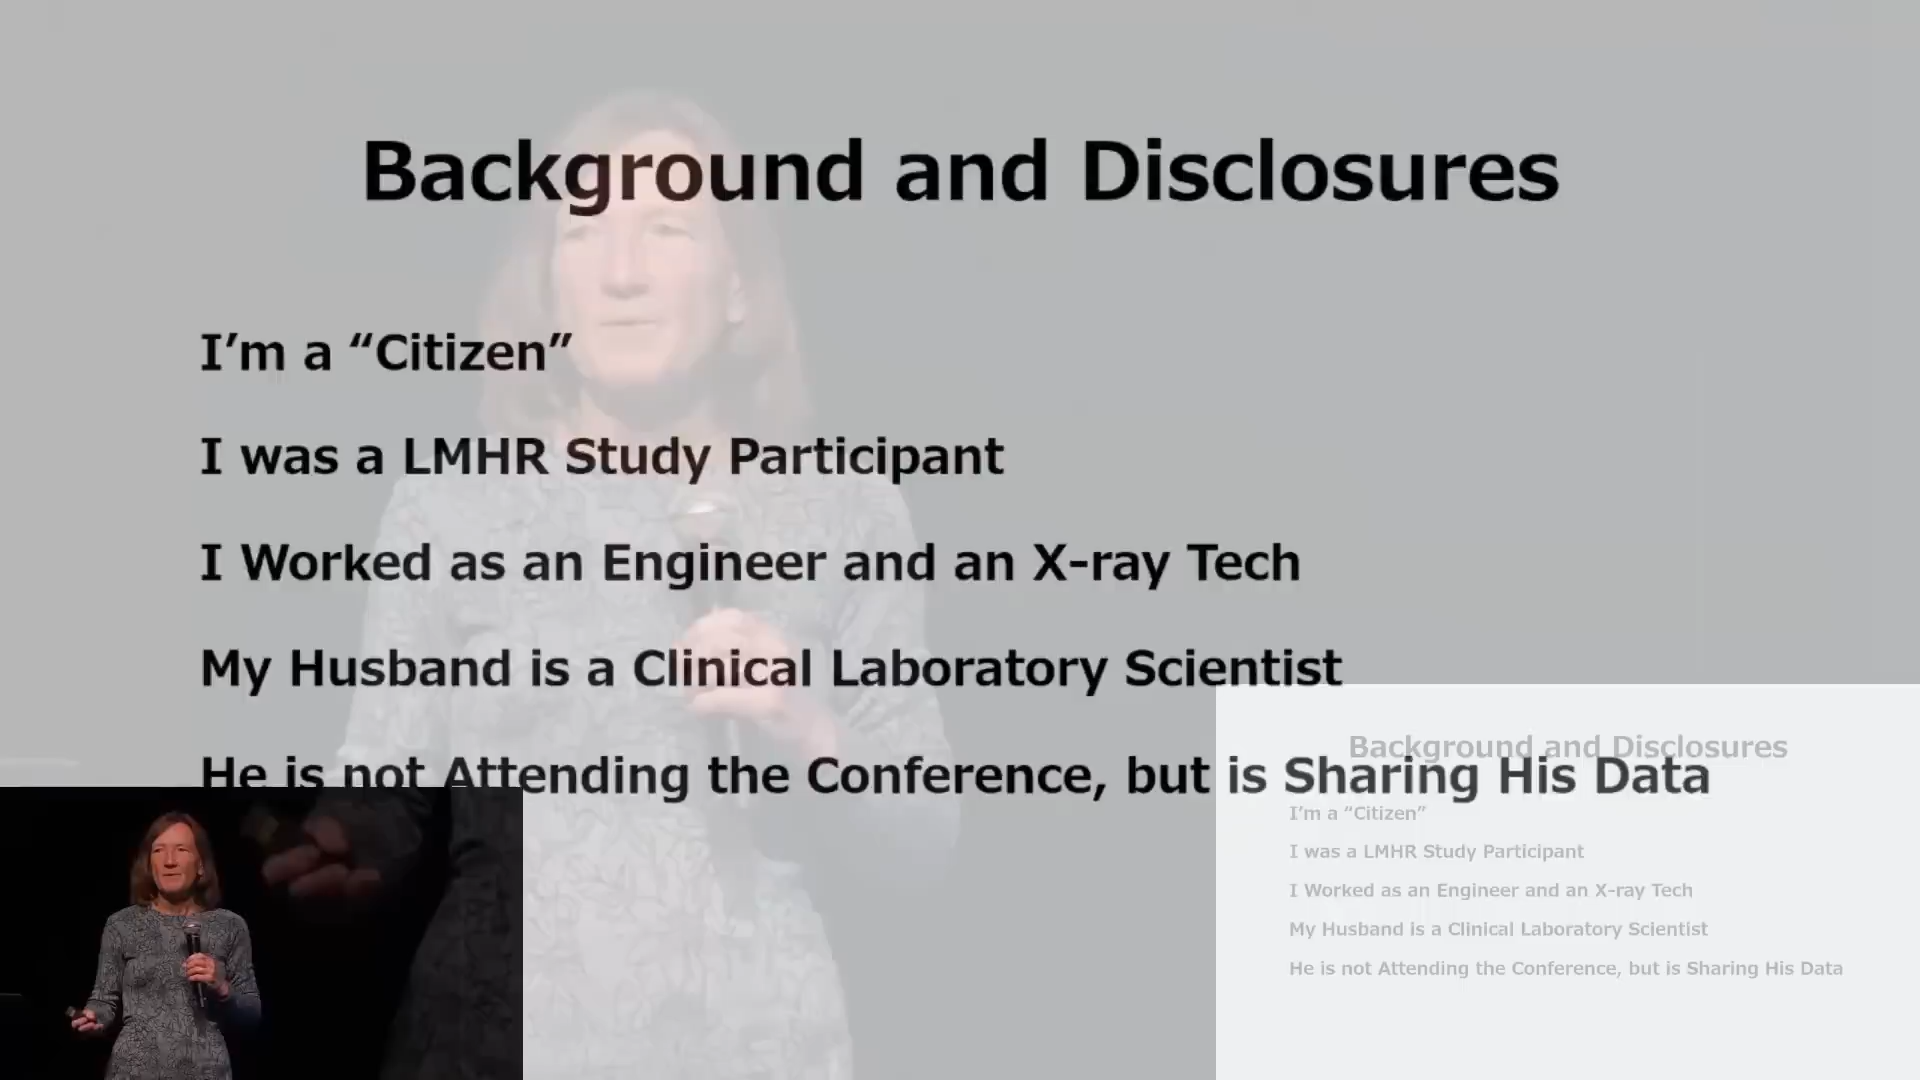 Background and Disclosures
I’m a “Citizen”
I was a LMHR Study Participant
I Worked as an Engineer and an X-ray Tech
My Husband is a Clinical Laboratory Scientist
He is not Attending the Conference, but is Sharing His Data
Background and Disclosures
I’m a “Citizen”
I was a LMHR Study Participant
I Worked as an Engineer and an X-ray Tech
My Husband is a Clinical Laboratory Scientist
He is not Attending the Conference, but is Sharing His Data